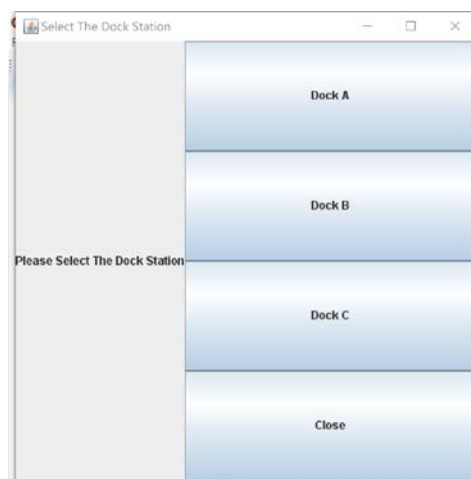 Select The Dock Station
Dock A
Dock B
Please Select The Dock Station
Dock C
Close